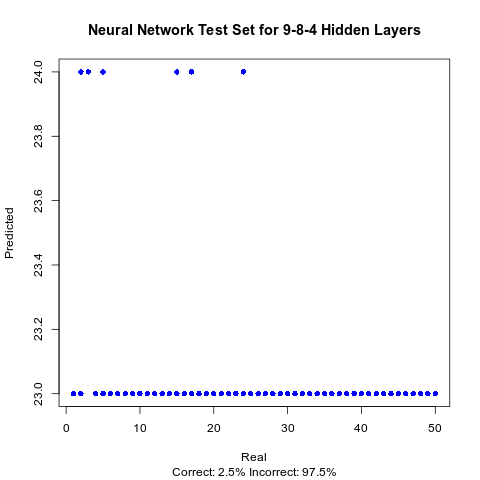 Neural Network Test Set for 9-8-4 Hidden Layers
24.0
23.8
23.6
23.4
23.2
23.0
Predicted
0 10 20 30 40 50
Real
Correct: 2.5% Incorrect: 97.5%